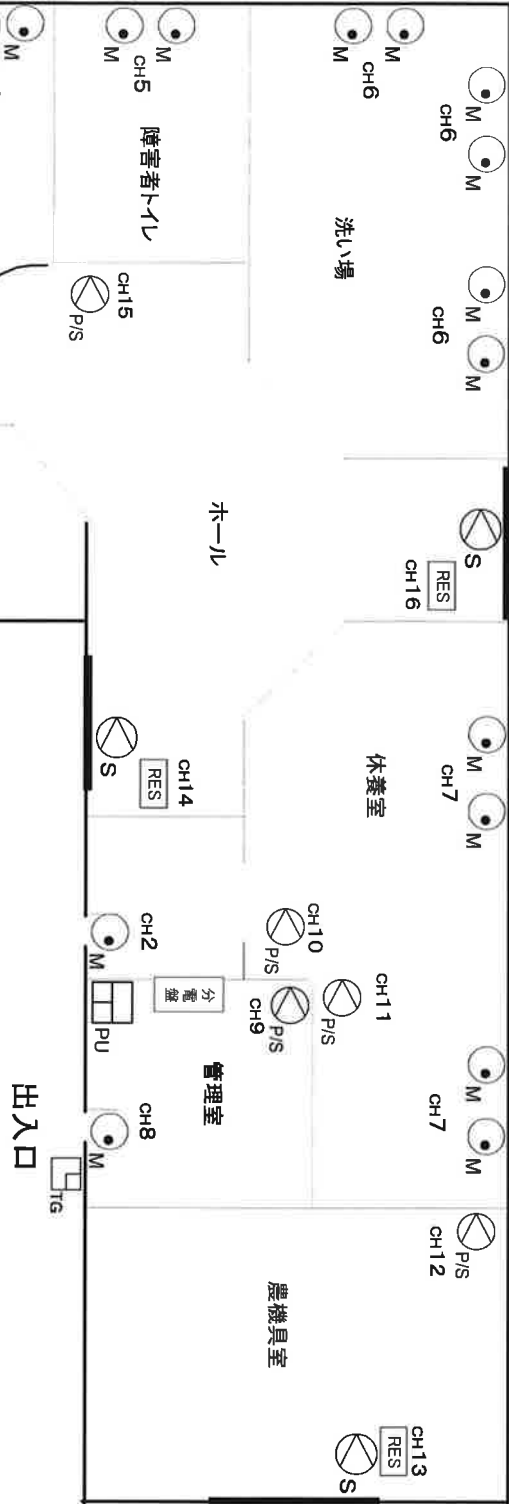 M
M
CH5
M
障害者トイレ
CH15
P/S
M
CH6
M
M
CH6
M
洗い場
M
CH6
M
ホール
S
RES
CH16
CH14
RES
S
休養室
M
CH7
M
CH2
M
CH10
P/S
CH11
P/S
CH9
P/S
分電盤
PU
管理室
M
CH7
M
CH8
M
出入口
TG
CH12
P/S
農機具室
CH13
RES
S